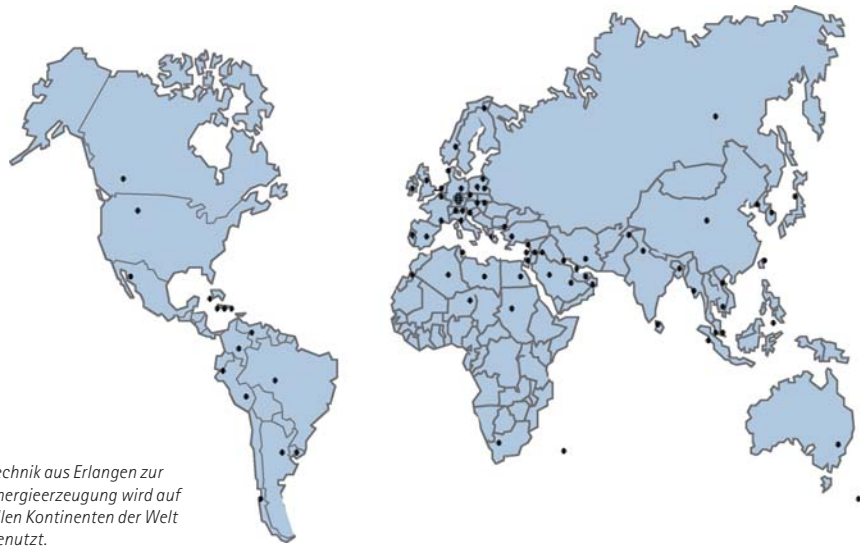 echnik aus Erlangen zur
nergieerzeugung wird auf
llen Kontinenten der Welt
enutzt.